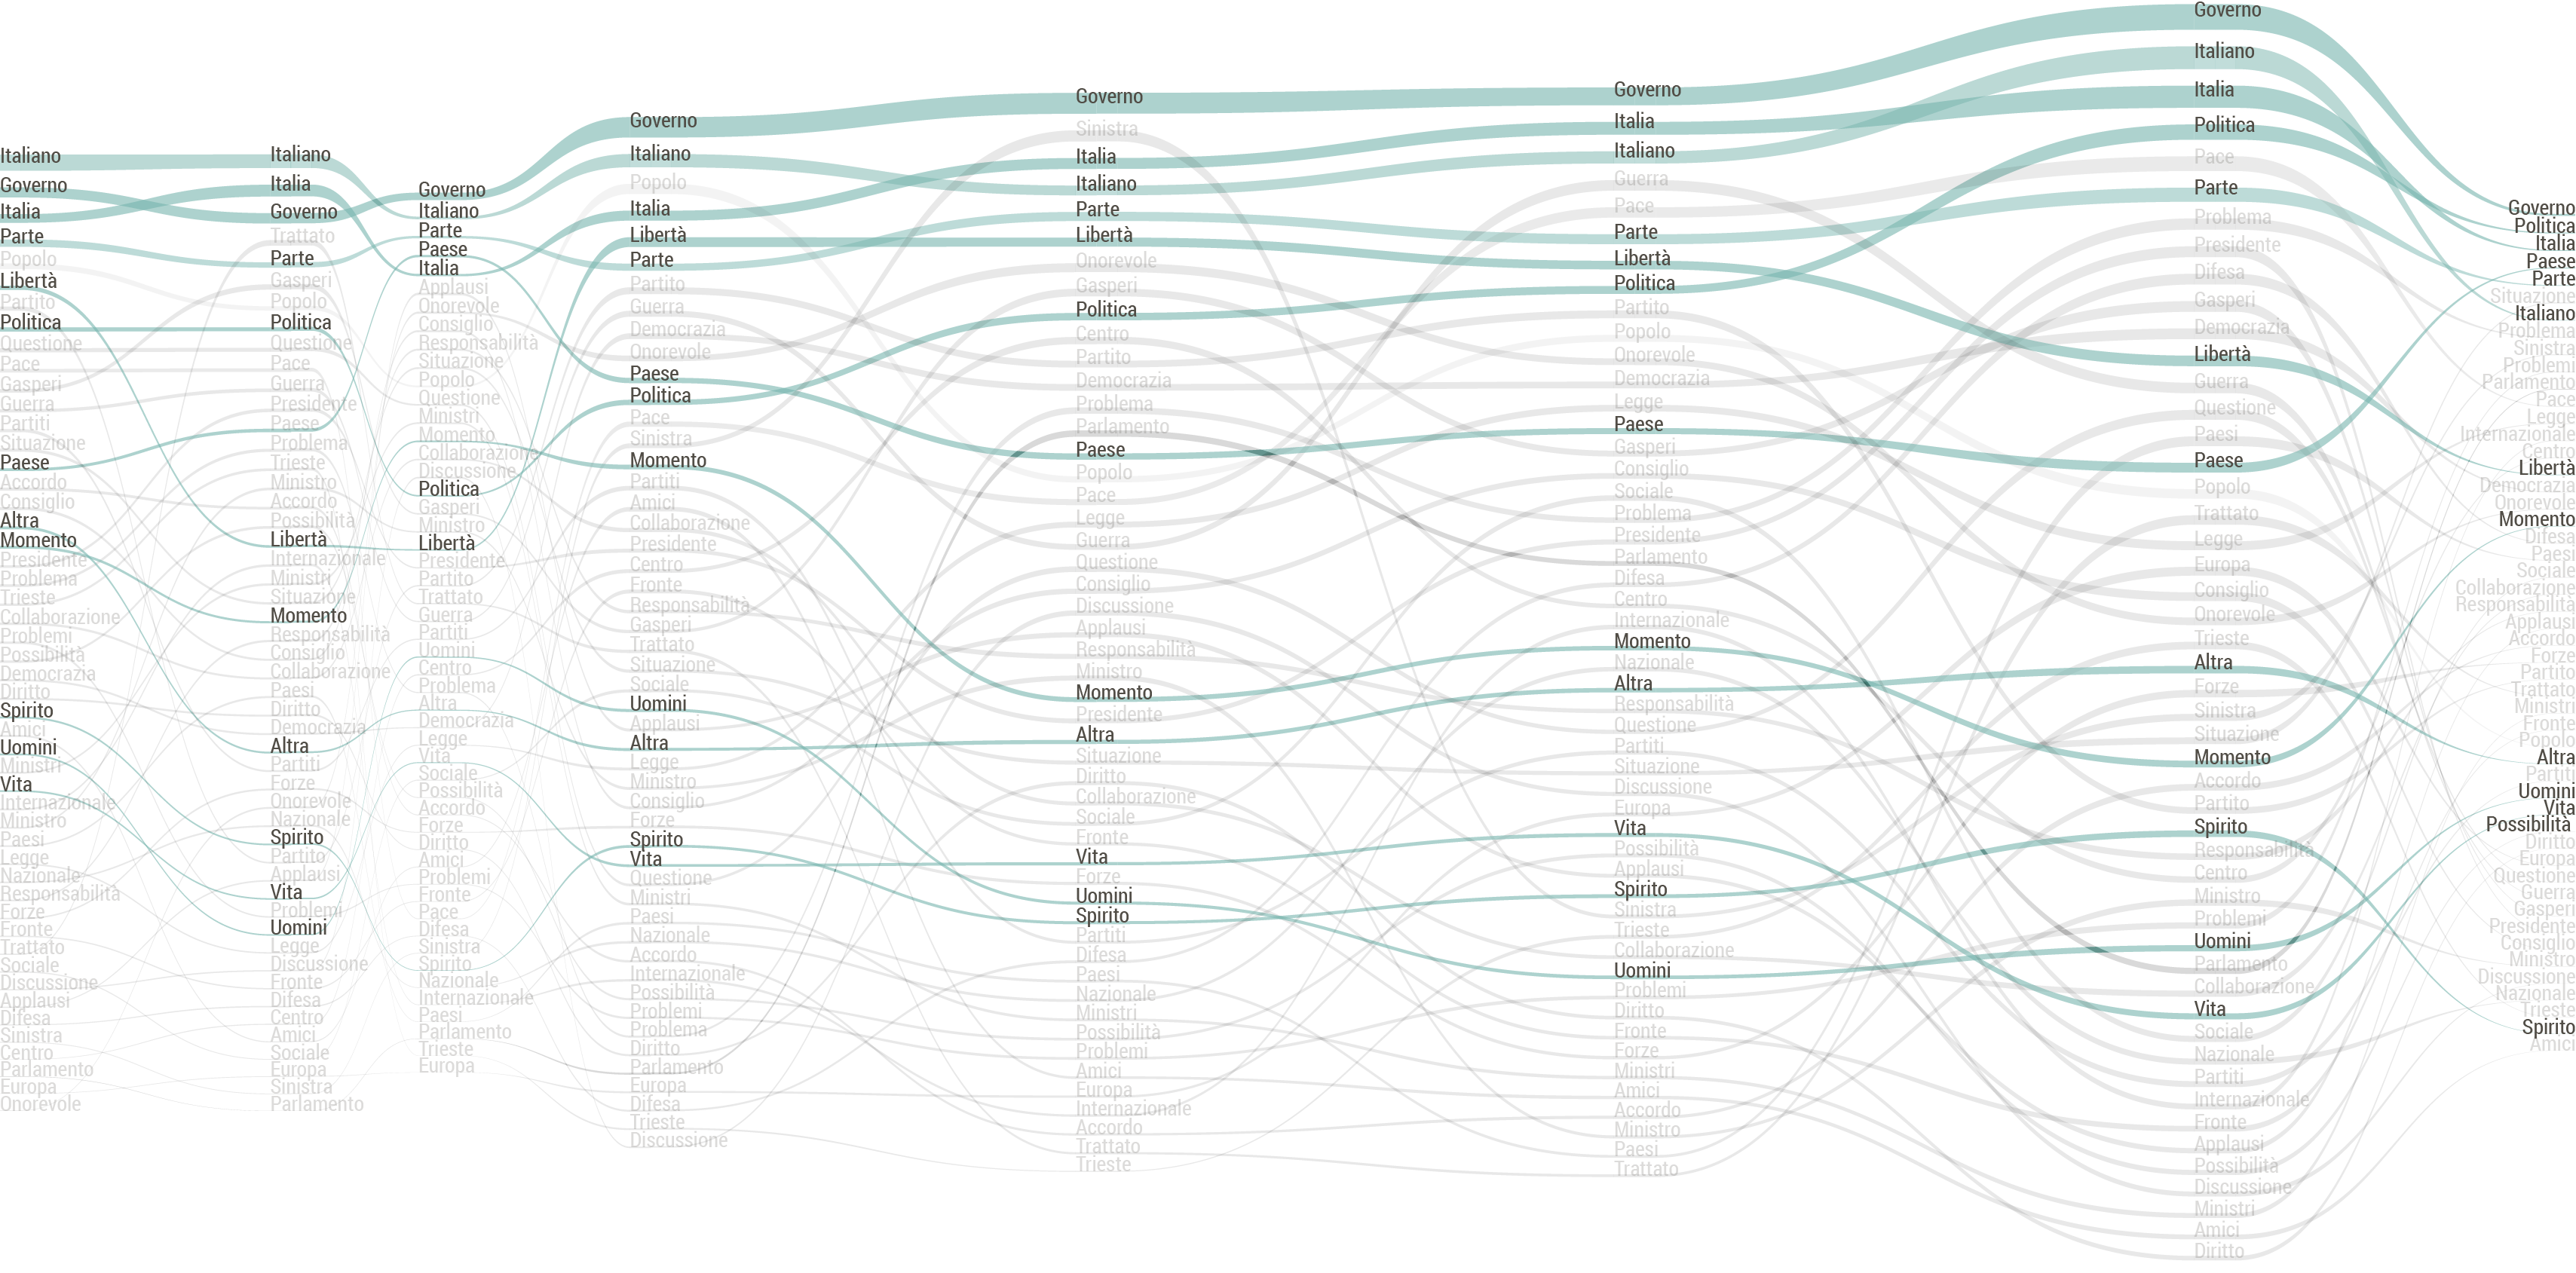 Italiano
Governo
Italia
Parte
Popolo
Libertà
Partito
Politica
Questione
Pace
Gasperi
Guerra
Partiti
Situazione
Paese
Accordo
Consiglio
Altra
Momento
Presidente
Problema
Trieste
Collaborazione
Problemi
Possibilità
Democrazia
Diritto
Spirito
Amici
Uomini
Ministri
Vita
Internazionale
Ministro
Paesi
Legge
Nazionale
Responsabilità
Forze
Fronte
Trattato
Sociale
Discussione
Applausi
Difesa
Sinistra
Centro
Parlamento
Europa
Onorevole
Italiano
Italia
Governo
Trattato
Parte
Gasperi
Popolo
Politica
Questione
Pace
Guerra
Presidente
Paese
Problema
Trieste
Ministro
Accordo
Possibilità
Libertà
Internazionale
Ministri
Situazione
Momento
Responsabilità
Consiglio
Collaborazione
Paesi
Diritto
Democrazia
Altra
Partiti
Forze
Onorevole
Nazionale
Spirito
Partito
Applausi
Vita
Problemi
Uomini
Legge
Discussione
Fronte
Difesa
Centro
Amici
Sociale
Europa
Sinistra
Parlamento
Governo
Italiano
Parte
Paese
Italia
Applausi
Onorevole
Consiglio
Responsabilità
Situazione
Popolo
Questione
Ministri
Momento
Collaborazione
Discussione
Politica
Gasperi
Ministro
Libertà
Presidente
Partito
Trattato
Guerra
Partiti
Uomini
Centro
Problema
Altra
Democrazia
Legge
Vita
Sociale
Possibilità
Accordo
Forze
Diritto
Amici
Problemi
Fronte
Pace
Difesa
Sinistra
Spirito
Nazionale
Internazionale
Paesi
Parlamento
Trieste
Europa
Governo
Italiano
Popolo
Italia
Libertà
Parte
Partito
Guerra
Democrazia
Onorevole
Paese
Politica
Pace
Sinistra
Momento
Partiti
Amici
Collaborazione
Presidente
Centro
Fronte
Responsabilità
Gasperi
Trattato
Situazione
Sociale
Uomini
Applausi
Altra
Legge
Ministro
Consiglio
Forze
Spirito
Vita
Questione
Ministri
Paesi
Nazionale
Accordo
Internazionale
Possibilità
Problemi
Problema
Diritto
Parlamento
Europa
Difesa
Trieste
Discussione
Governo
Sinistra
Italia
Italiano
Parte
Libertà
Onorevole
Gasperi
Politica
Centro
Partito
Democrazia
Problema
Parlamento
Paese
Popolo
Pace
Legge
Guerra
Questione
Consiglio
Discussione
Applausi
Responsabilità
Ministro
Momento
Presidente
Altra
Situazione
Diritto
Collaborazione
Sociale
Fronte
Vita
Forze
Uomini
Spirito
Partiti
Difesa
Paesi
Nazionale
Ministri
Possibilità
Problemi
Amici
Europa
Internazionale
Accordo
Trattato
Trieste
Governo
Italia
Italiano
Guerra
Pace
Parte
Libertà
Politica
Partito
Popolo
Onorevole
Democrazia
Legge
Paese
Gasperi
Consiglio
Sociale
Problema
Presidente
Parlamento
Difesa
Centro
Internazionale
Momento
Nazionale
Altra
Responsabilità
Questione
Partiti
Situazione
Discussione
Europa
Vita
Possibilità
Applausi
Spirito
Sinistra
Trieste
Collaborazione
Uomini
Problemi
Diritto
Fronte
Forze
Ministri
Amici
Accordo
Ministro
Paesi
Trattato
Governo
Italiano
Italia
Politica
Pace
Parte
Problema
Presidente
Difesa
Gasperi
Democrazia
Libertà
Guerra
Questione
Paesi
Paese
Popolo
Trattato
Legge
Europa
Consiglio
Onorevole
Trieste
Altra
Forze
Sinistra
Situazione
Momento
Accordo
Partito
Spirito
Responsabilità
Centro
Ministro
Problemi
Uomini
Parlamento
Collaborazione
Vita
Sociale
Nazionale
Partiti
Internazionale
Fronte
Applausi
Possibilità
Discussione
Ministri
Amici
Diritto
Governo
Politica
Italia
Paese
Parte
Situazione
Italiano
Problema
Sinistra
Problemi
Parlamento
Pace
Legge
Internazionale
Centro
Libertà
Democrazia
Onorevole
Momento
Difesa
Paesi
Sociale
Collaborazione
Responsabilità
Applausi
Accordo
Forze
Partito
Trattato
Ministri
Fronte
Popolo
Altra
Partiti
Uomini
Vita
Possibilità
Diritto
Europa
Questione
Guerra
Gasperi
Presidente
Consiglio
Ministro
Discussione
Nazionale
Trieste
Spirito
Amici